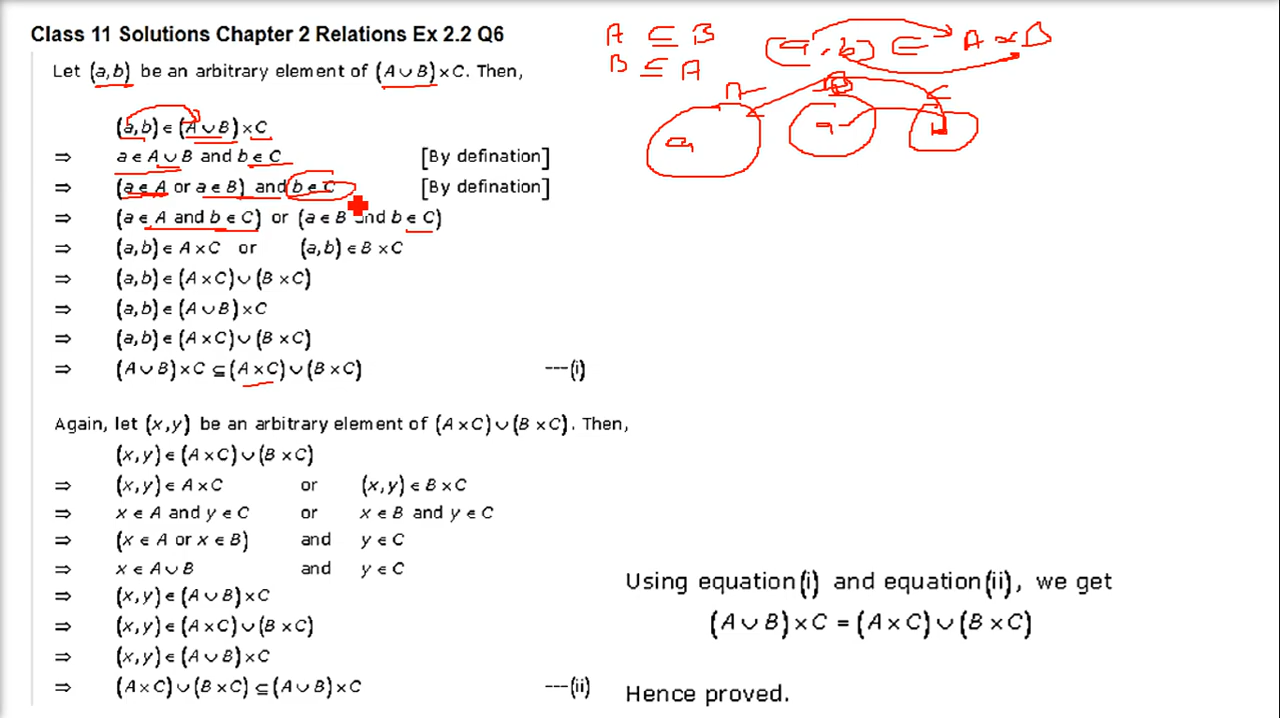 Class 11 Solutions Chapter 2 Relations Ex 2.2 Q6
Let (a,b) be an arbitrary element of (A ∪ B) × C. Then,
(a,b) ∈ (A ∪ B) × C
⇒ a ∈ A ∪ B and b ∈ C [By defination]
⇒ (a ∈ A or a ∈ B) and b ∈ C [By defination]
⇒ (a ∈ A and b ∈ C) or (a ∈ B and b ∈ C)
⇒ (a,b) ∈ A × C or (a,b) ∈ B × C
⇒ (a,b) ∈ (A × C) ∪ (B × C)
⇒ (a,b) ∈ (A ∪ B) × C
⇒ (a,b) ∈ (A × C) ∪ (B × C)
⇒ (A ∪ B) × C ⊆ (A × C) ∪ (B × C) ---(i)
Again, let (x,y) be an arbitrary element of (A × C) ∪ (B × C). Then,
(x,y) ∈ (A × C) ∪ (B × C)
⇒ (x,y) ∈ A × C or (x,y) ∈ B × C
⇒ x ∈ A and y ∈ C or x ∈ B and y ∈ C
⇒ (x ∈ A or x ∈ B) and y ∈ C
⇒ x ∈ A ∪ B and y ∈ C
⇒ (x,y) ∈ (A ∪ B) × C
⇒ (x,y) ∈ (A × C) ∪ (B × C)
⇒ (x,y) ∈ (A ∪ B) × C
⇒ (A × C) ∪ (B × C) ⊆ (A ∪ B) × C ---(ii)
A ⊆ B
B ⊆ A
(a, b) ∈ A × B
A B C
a a b
Using equation(i) and equation(ii), we get
(A ∪ B) × C = (A × C) ∪ (B × C)
Hence proved.